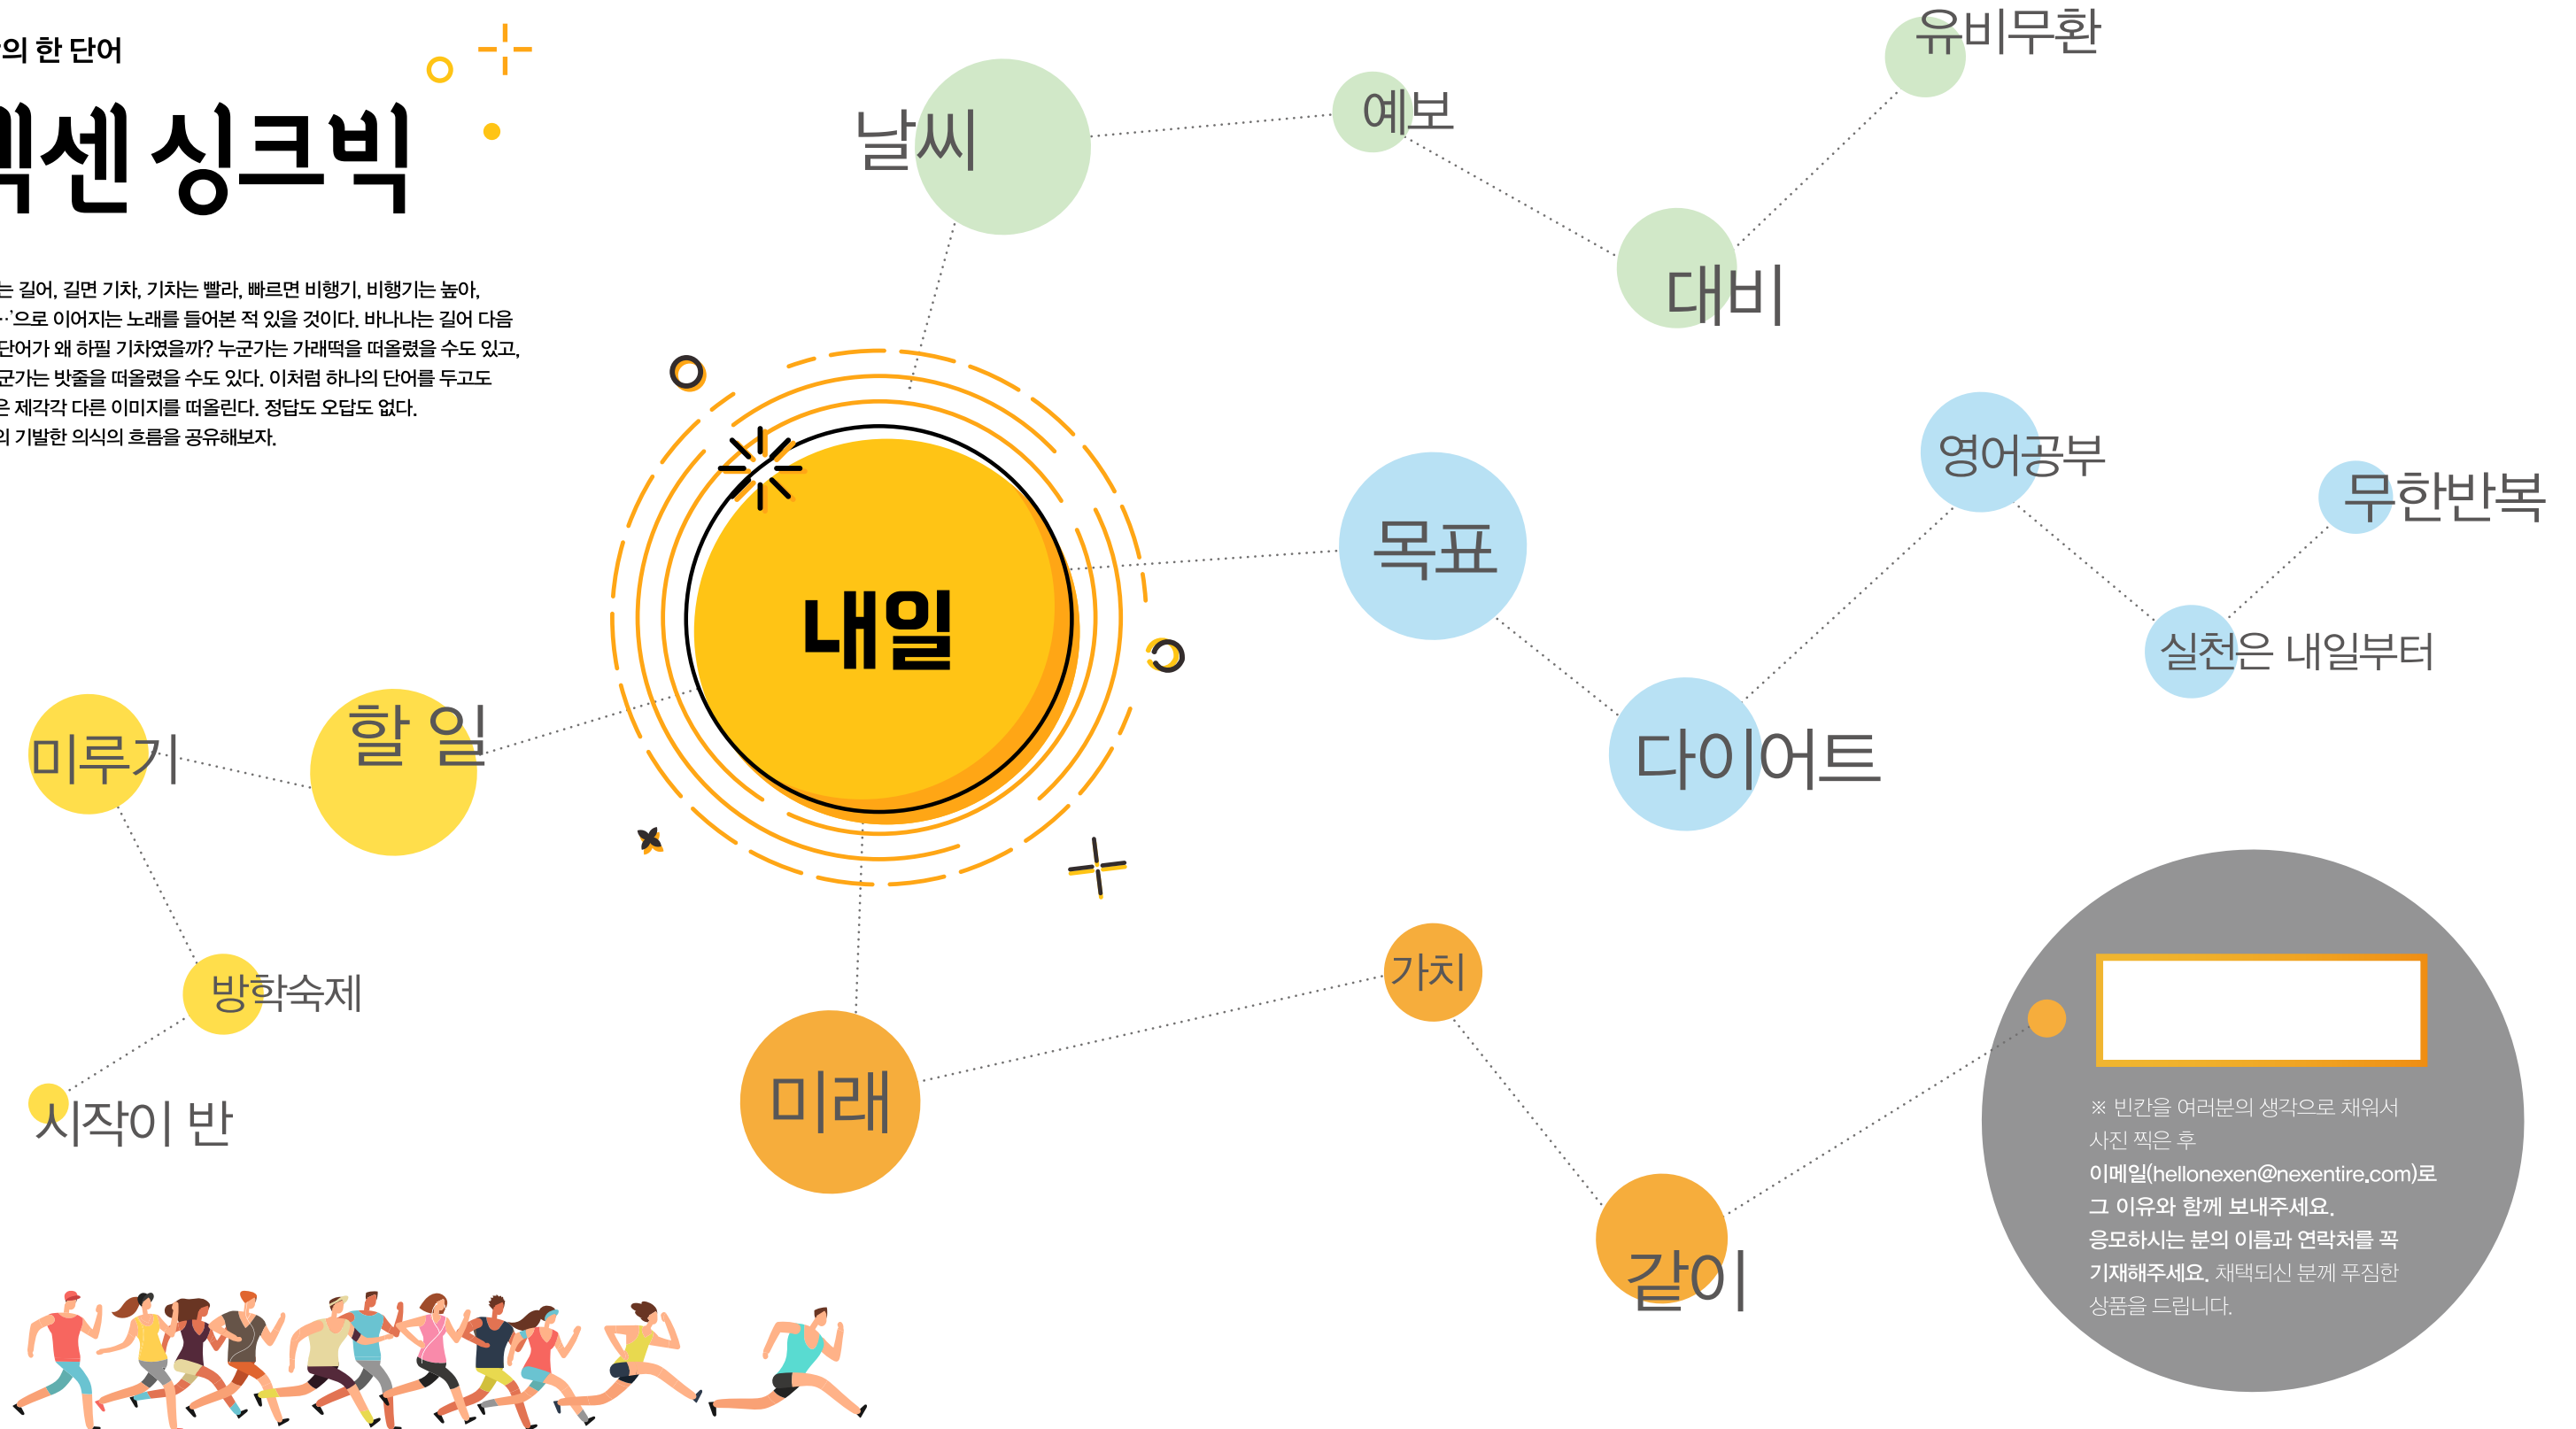 의 한 단어
센 싱크빅
는 길어, 길면 기차, 기차는 빨라, 빠르면 비행기, 비행기는 높아,
…’으로 이어지는 노래를 들어본 적 있을 것이다. 바나나는 길어 다음
단어가 왜 하필 기차였을까? 누군가는 가래떡을 떠올렸을 수도 있고,
군가는 밧줄을 떠올렸을 수도 있다. 이처럼 하나의 단어를 두고도
은 제각각 다른 이미지를 떠올린다. 정답도 오답도 없다.
의 기발한 의식의 흐름을 공유해보자.
날씨
예보
대비
유비무환
내일
목표
다이어트
영어공부
실천은 내일부터
무한반복
할 일
미루기
방학숙제
시작이 반
미래
가치
같이
※ 빈칸을 여러분의 생각으로 채워서
사진 찍은 후
이메일(hellonexen@nexentire.com)로
그 이유와 함께 보내주세요.
응모하시는 분의 이름과 연락처를 꼭
기재해주세요. 채택되신 분께 푸짐한
상품을 드립니다.